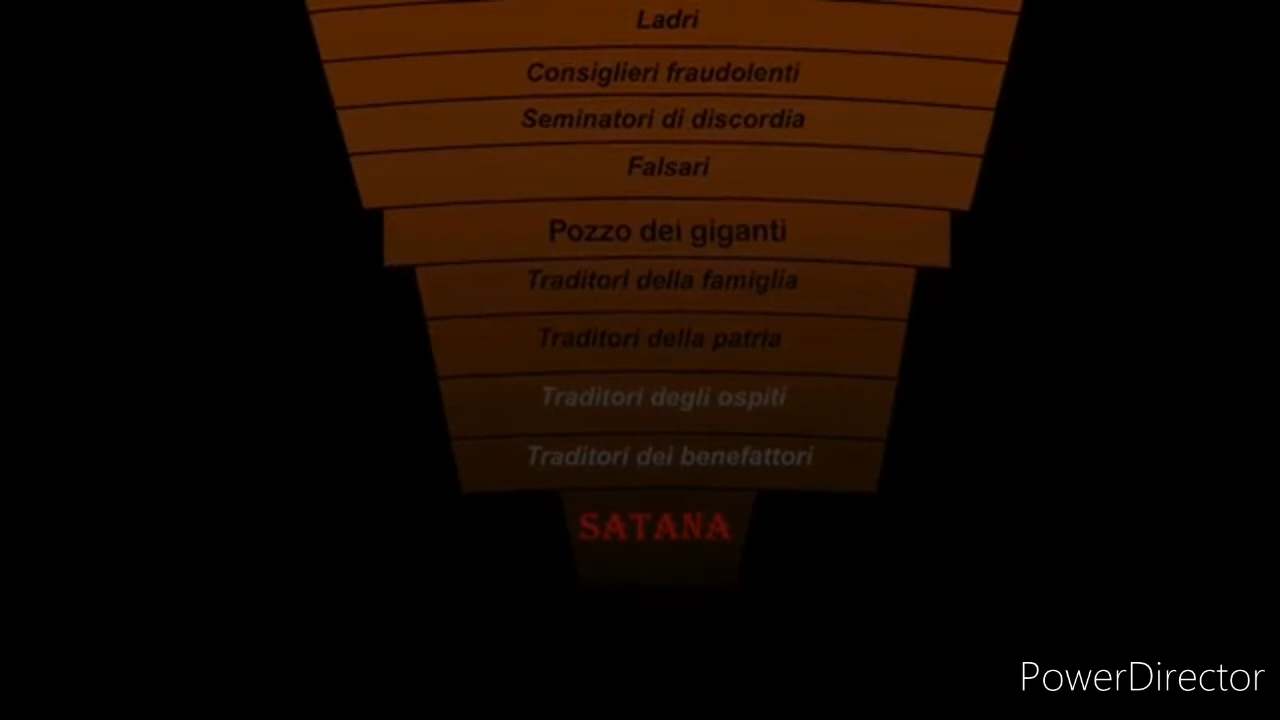 Ladri
Consiglieri fraudolenti
Seminatori di discordia
Falsari
Pozzo dei giganti
Traditori della famiglia
Traditori della patria
Traditori degli ospiti
Traditori dei benefattori
SATANA
PowerDirector